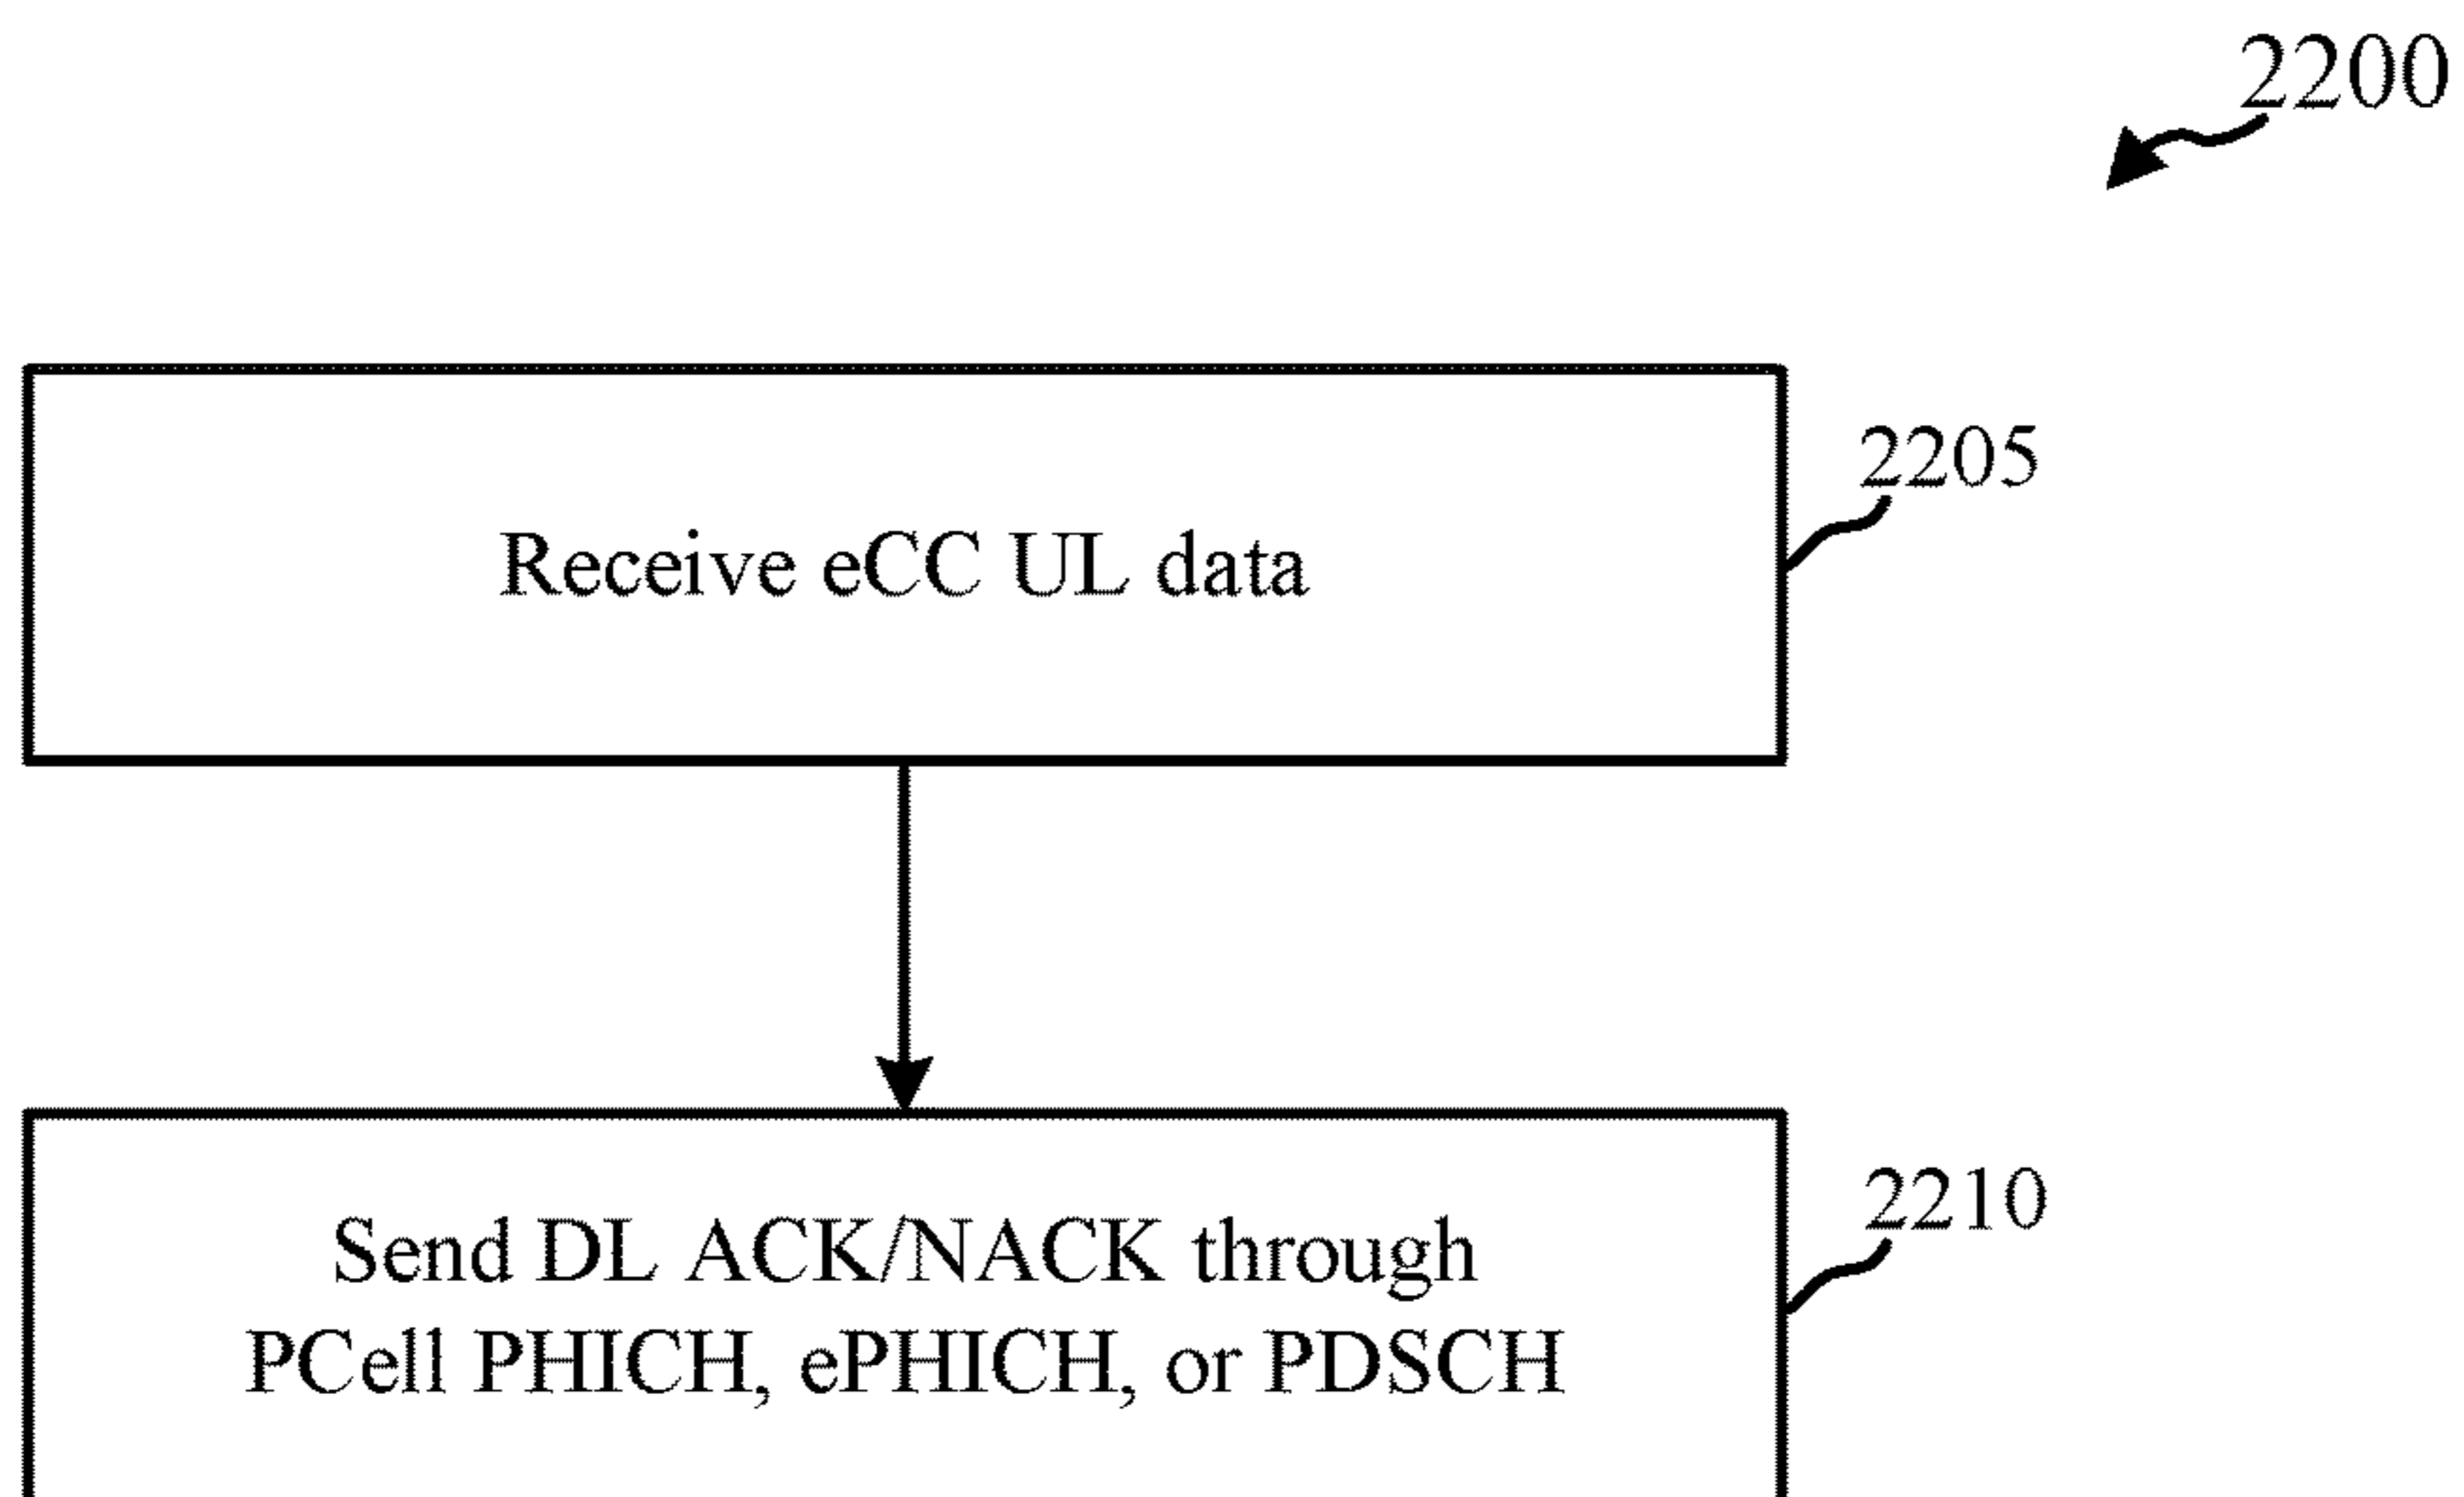 2200
Receive eCC UL data
2205
Send DL ACK/NACK through
PCell PHICH, ePHICH, or PDSCH
2210